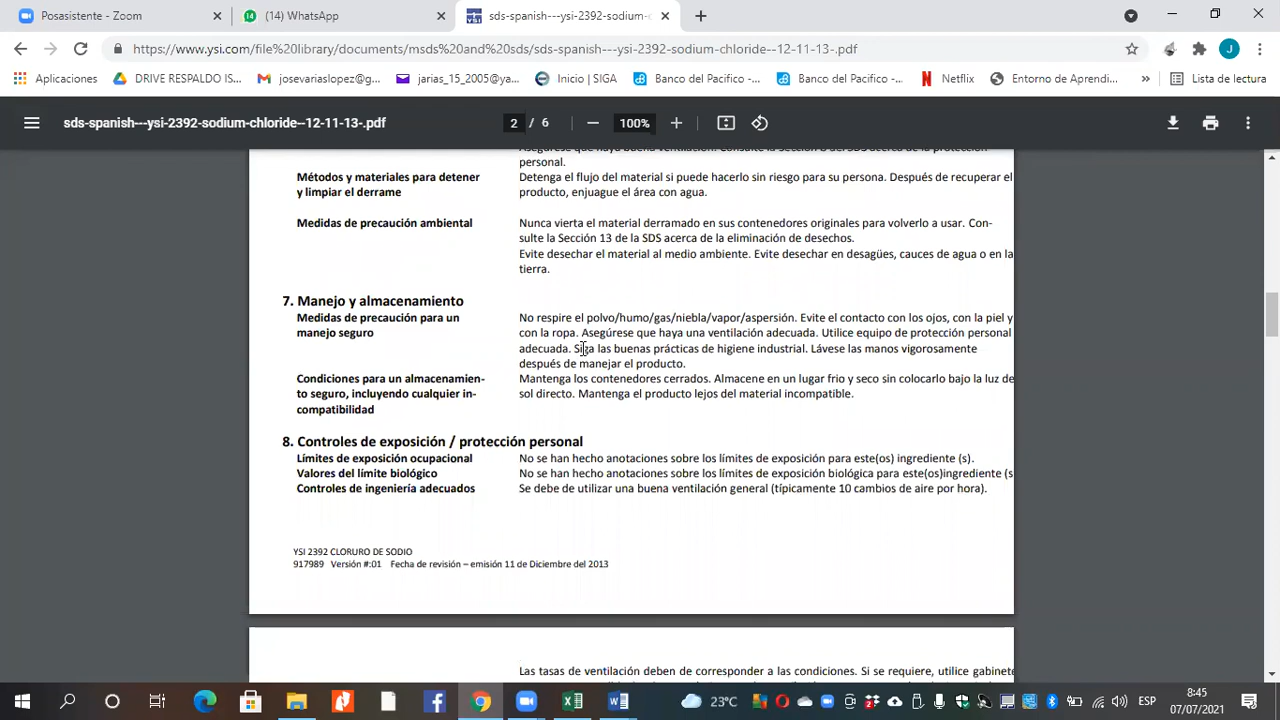 Posasistente - Zoom
(14) WhatsApp
sds-spanish---ysi-2392-sodium-c
https://www.ysi.com/file%20library/documents/msds%20and%20sds/sds-spanish---ysi-2392-sodium-chloride--12-11-13-.pdf
J
Aplicaciones
DRIVE RESPALDO IS...
josevariaslopez@g...
jarias_15_2005@ya...
Inicio | SIGA
Banco del Pacifico -...
Banco del Pacifico -...
Netflix
Entorno de Aprendi...
»
Lista de lectura
sds-spanish---ysi-2392-sodium-chloride--12-11-13-.pdf
2 / 6
100%
personal.
Métodos y materiales para detener
y limpiar el derrame
Detenga el flujo del material si puede hacerlo sin riesgo para su persona. Después de recuperar el
producto, enjuague el área con agua.
Medidas de precaución ambiental
Nunca vierta el material derramado en sus contenedores originales para volverlo a usar. Con-
sulte la Sección 13 de la SDS acerca de la eliminación de desechos.
Evite desechar el material al medio ambiente. Evite desechar en desagües, cauces de agua o en la
tierra.
7. Manejo y almacenamiento
Medidas de precaución para un
manejo seguro
No respire el polvo/humo/gas/niebla/vapor/aspersión. Evite el contacto con los ojos, con la piel y
con la ropa. Asegúrese que haya una ventilación adecuada. Utilice equipo de protección personal
adecuada. Siga las buenas prácticas de higiene industrial. Lávese las manos vigorosamente
después de manejar el producto.
Condiciones para un almacenamien-
to seguro, incluyendo cualquier in-
compatibilidad
Mantenga los contenedores cerrados. Almacene en un lugar frio y seco sin colocarlo bajo la luz de
sol directo. Mantenga el producto lejos del material incompatible.
8. Controles de exposición / protección personal
Límites de exposición ocupacional
No se han hecho anotaciones sobre los límites de exposición para este(os) ingrediente (s).
Valores del límite biológico
No se han hecho anotaciones sobre los límites de exposición biológica para este(os)ingrediente (s
Controles de ingeniería adecuados
Se debe de utilizar una buena ventilación general (típicamente 10 cambios de aire por hora).
YSI 2392 CLORURO DE SODIO
917989 Versión #:01 Fecha de revisión – emisión 11 de Diciembre del 2013
Las tasas de ventilación deben de corresponder a las condiciones. Si se requiere, utilice gabinete
23°C
ESP
8:45
07/07/2021